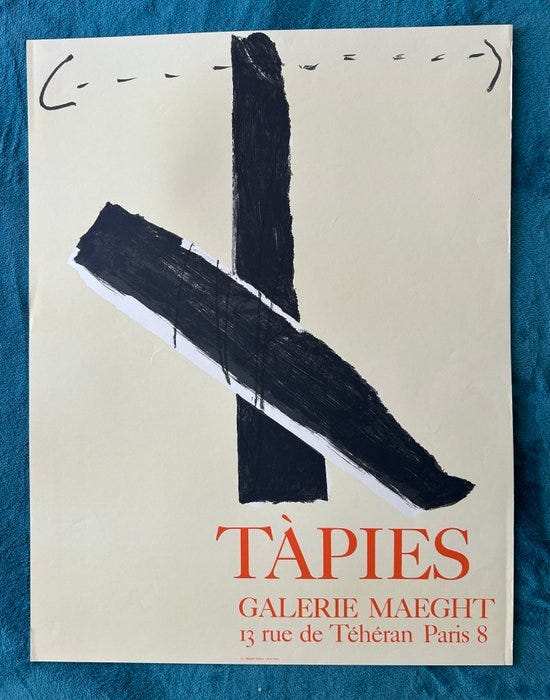 TÀPIES
GALERIE MAEGHT
13 rue de Téhéran Paris 8